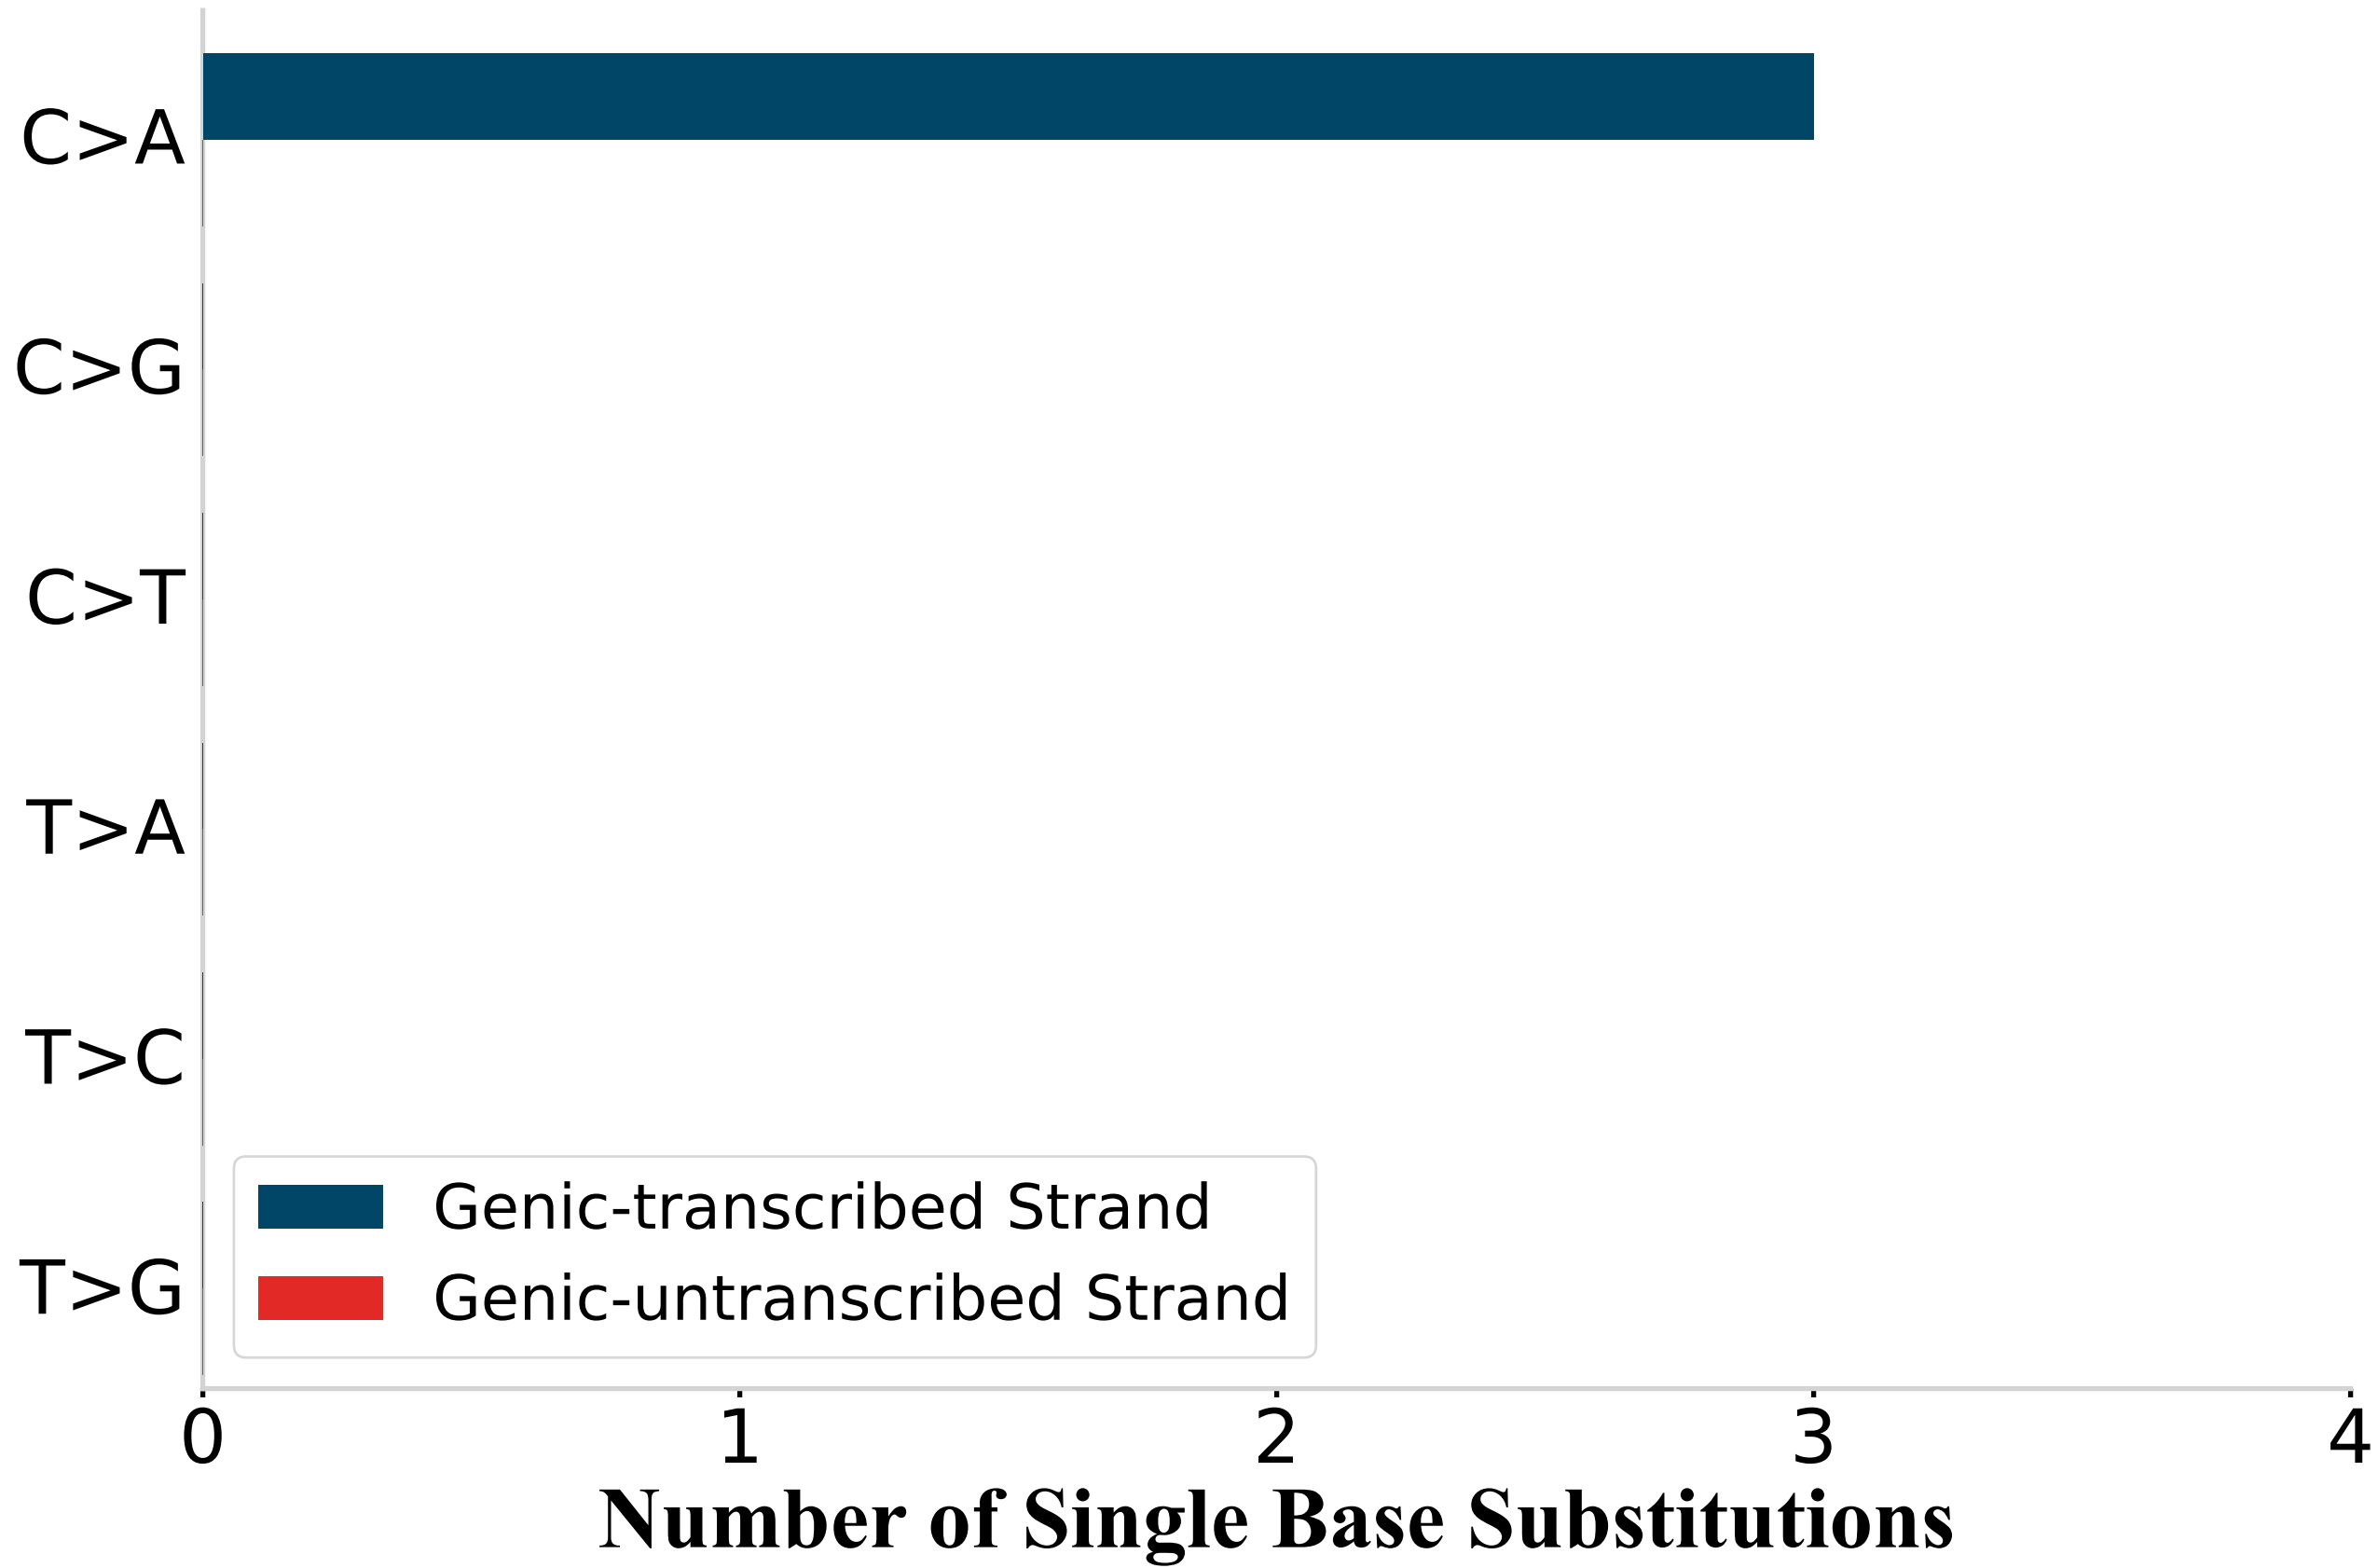 C>A
C>G
C>T
T>A
T>C
T>G
Genic-transcribed Strand
Genic-untranscribed Strand
0 1 2 3 4
Number of Single Base Substitutions